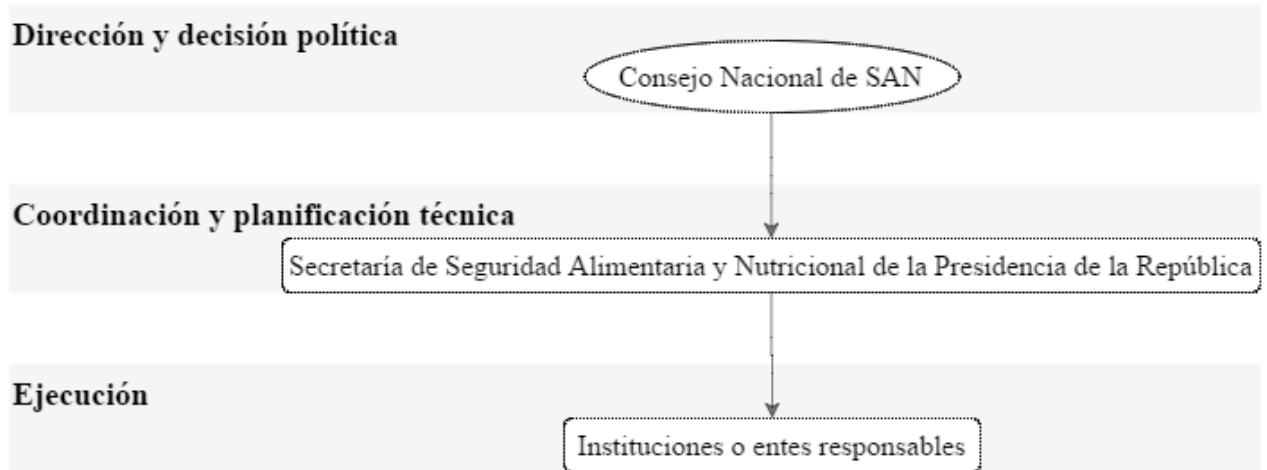 Dirección y decisión política
Consejo Nacional de SAN
Coordinación y planificación técnica
Secretaría de Seguridad Alimentaria y Nutricional de la Presidencia de la República
Ejecución
Instituciones o entes responsables